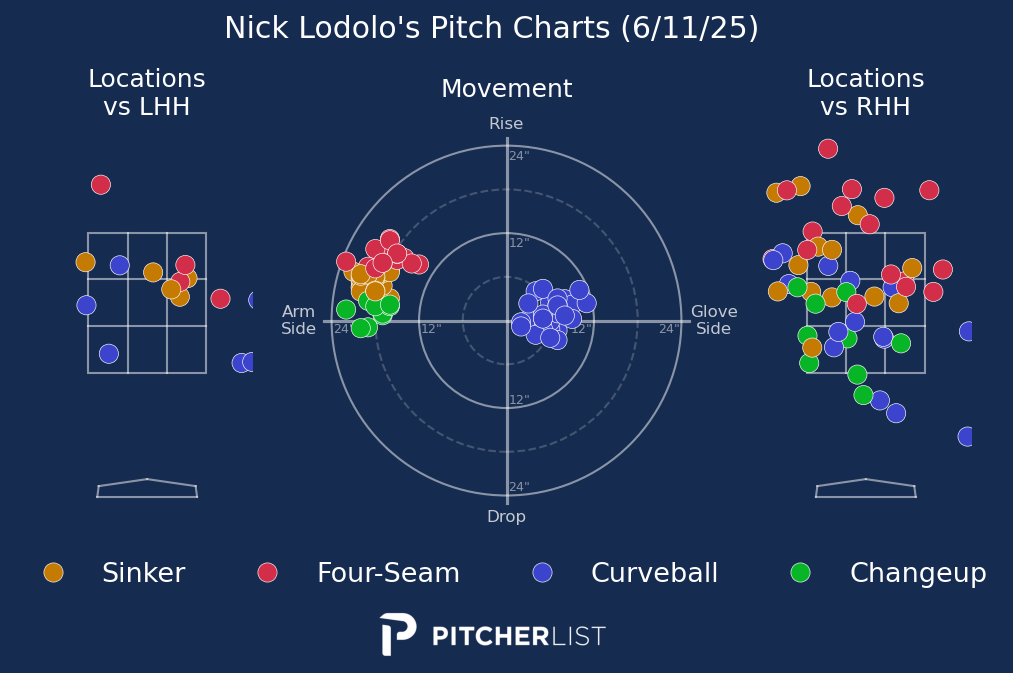 Nick Lodolo's Pitch Charts (6/11/25)
Locations
vs LHH
Movement
Locations
vs RHH
Rise
24"
12"
Arm
Side
24"
12"
12"
24"
Glove
Side
12"
24"
Drop
Sinker
Four-Seam
Curveball
Changeup
PITCHERLIST